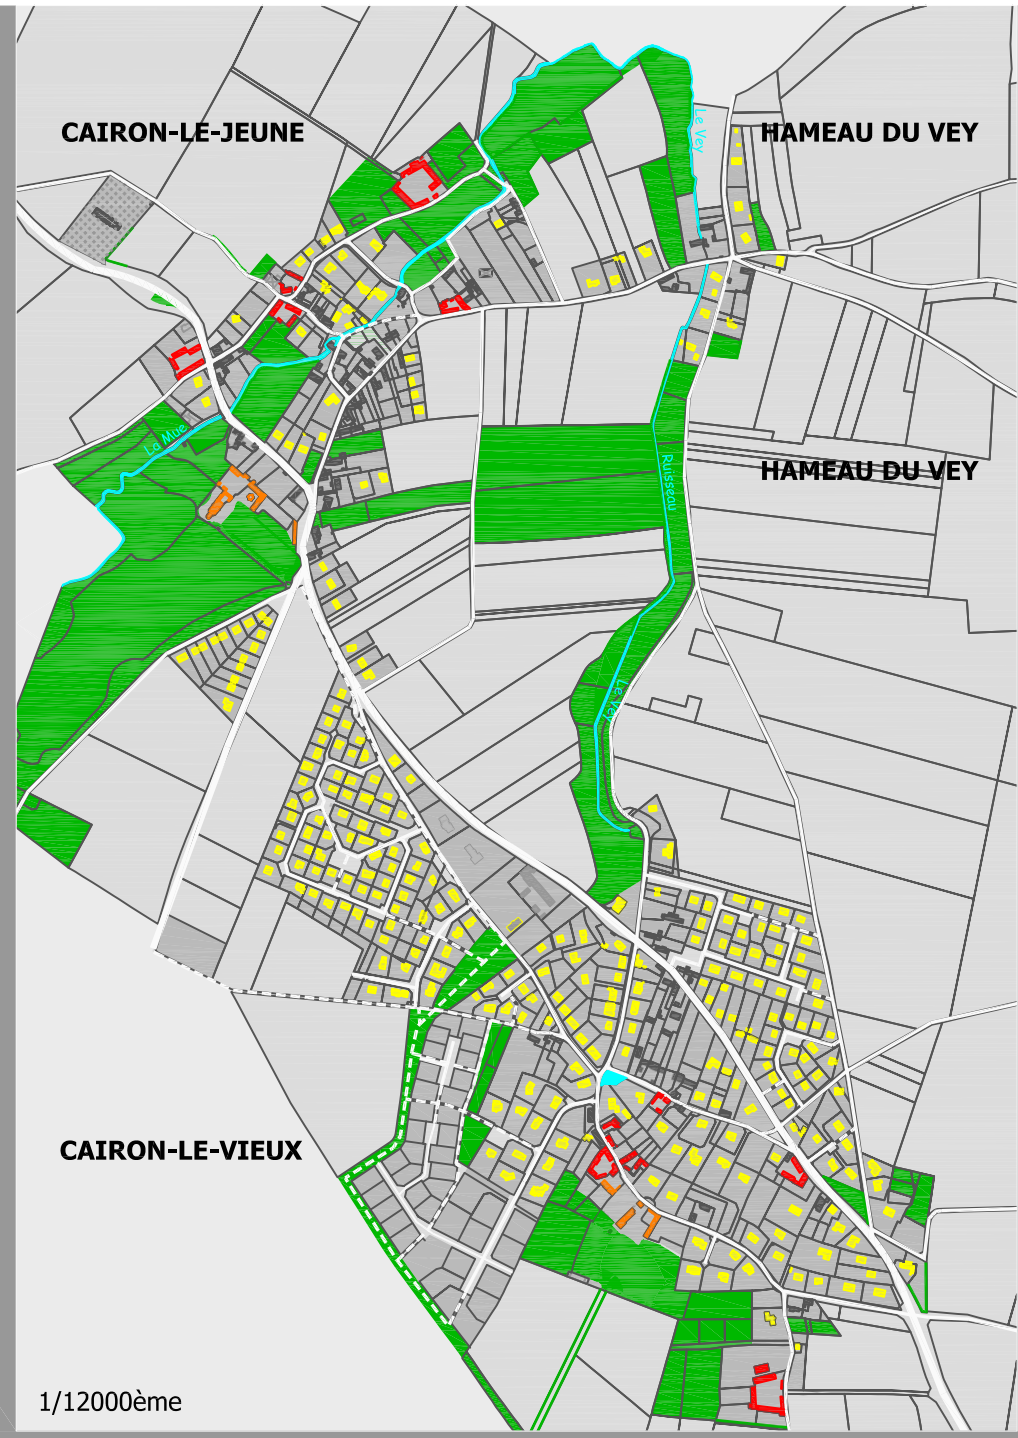 CAIRON-LE-JEUNE
Le Vey
HAMEAU DU VEY
La Mue
Ruisseau
HAMEAU DU VEY
Le Vey
CAIRON-LE-VIEUX
1/12000ème